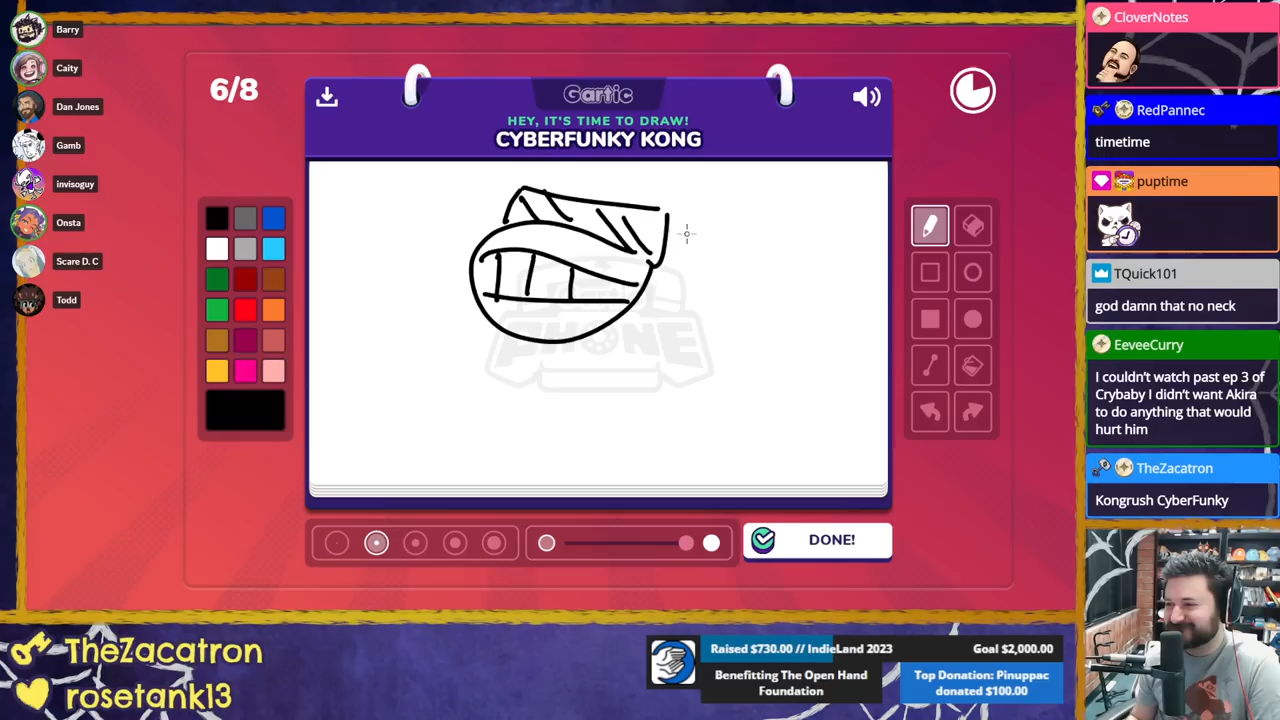 Barry
Caity
Dan Jones
Gamb
invisoguy
Onsta
Scare D. C
Todd
6/8
Gartic
HEY, IT'S TIME TO DRAW!
CYBERFUNKY KONG
PHONE
DONE!
CloverNotes
RedPannec
timetime
puptime
TQuick101
god damn that no neck
EeveeCurry
I couldn't watch past ep 3 of
Crybaby I didn't want Akira
to do anything that would
hurt him
TheZacatron
Kongrush CyberFunky
TheZacatron
rosetank13
Raised $730.00 // IndieLand 2023
Goal $2,000.00
Benefitting The Open Hand
Foundation
Top Donation: Pinuppac
donated $100.00